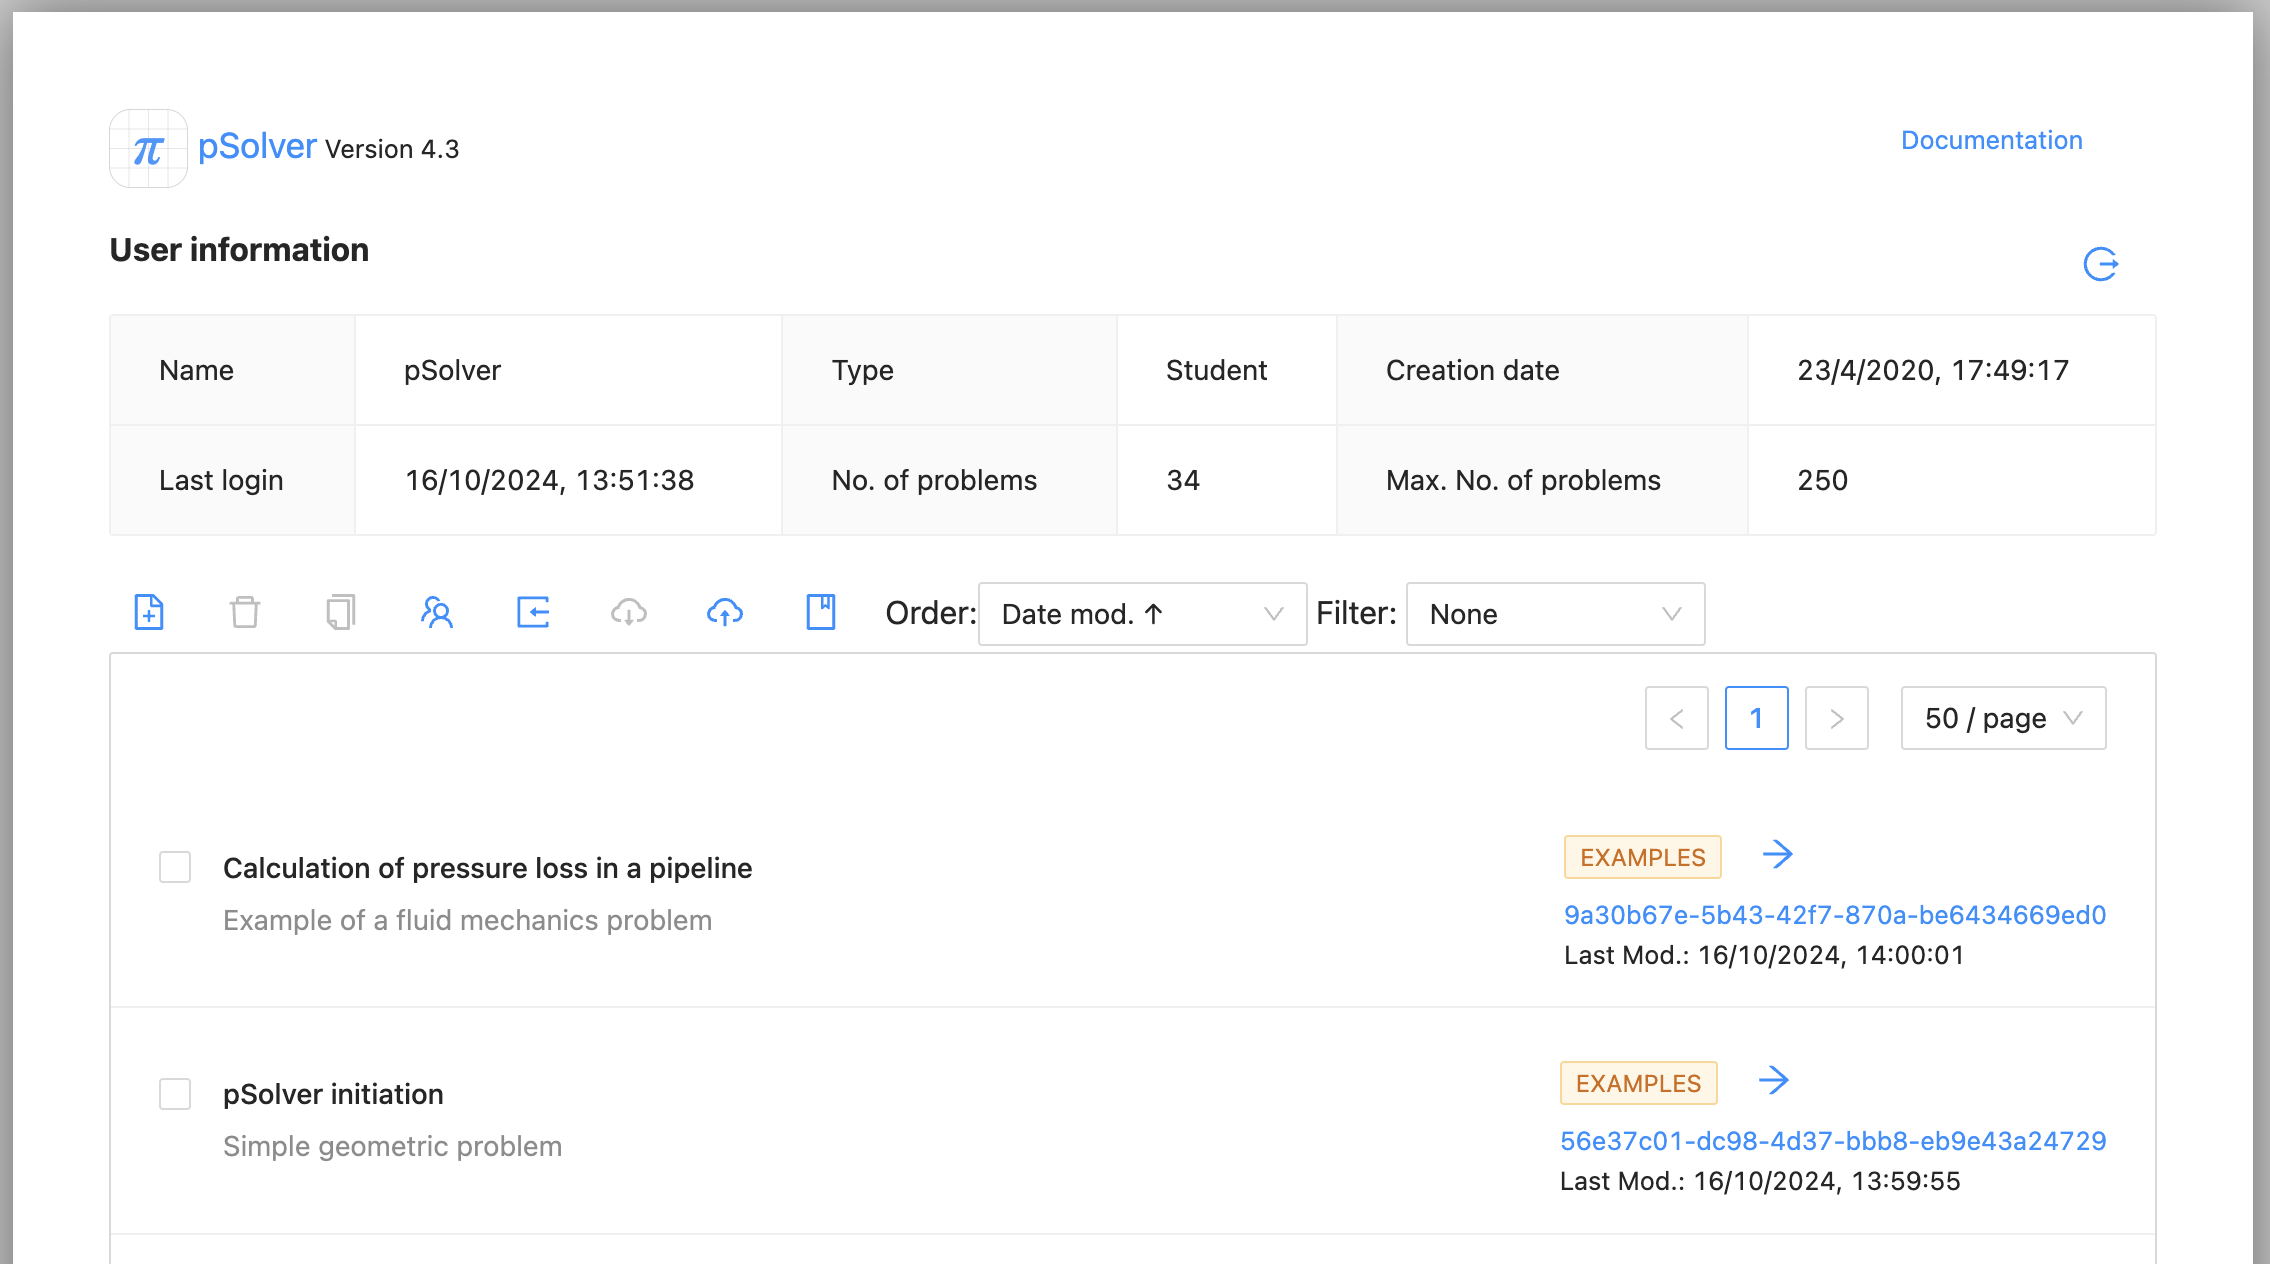 π pSolver Version 4.3
Documentation
User information
Name pSolver Type Student Creation date 23/4/2020, 17:49:17
Last login 16/10/2024, 13:51:38 No. of problems 34 Max. No. of problems 250
Order: Date mod. ↑ Filter: None
< 1 > 50 / page
Calculation of pressure loss in a pipeline
Example of a fluid mechanics problem
EXAMPLES
9a30b67e-5b43-42f7-870a-be6434669ed0
Last Mod.: 16/10/2024, 14:00:01
pSolver initiation
Simple geometric problem
EXAMPLES
56e37c01-dc98-4d37-bbb8-eb9e43a24729
Last Mod.: 16/10/2024, 13:59:55